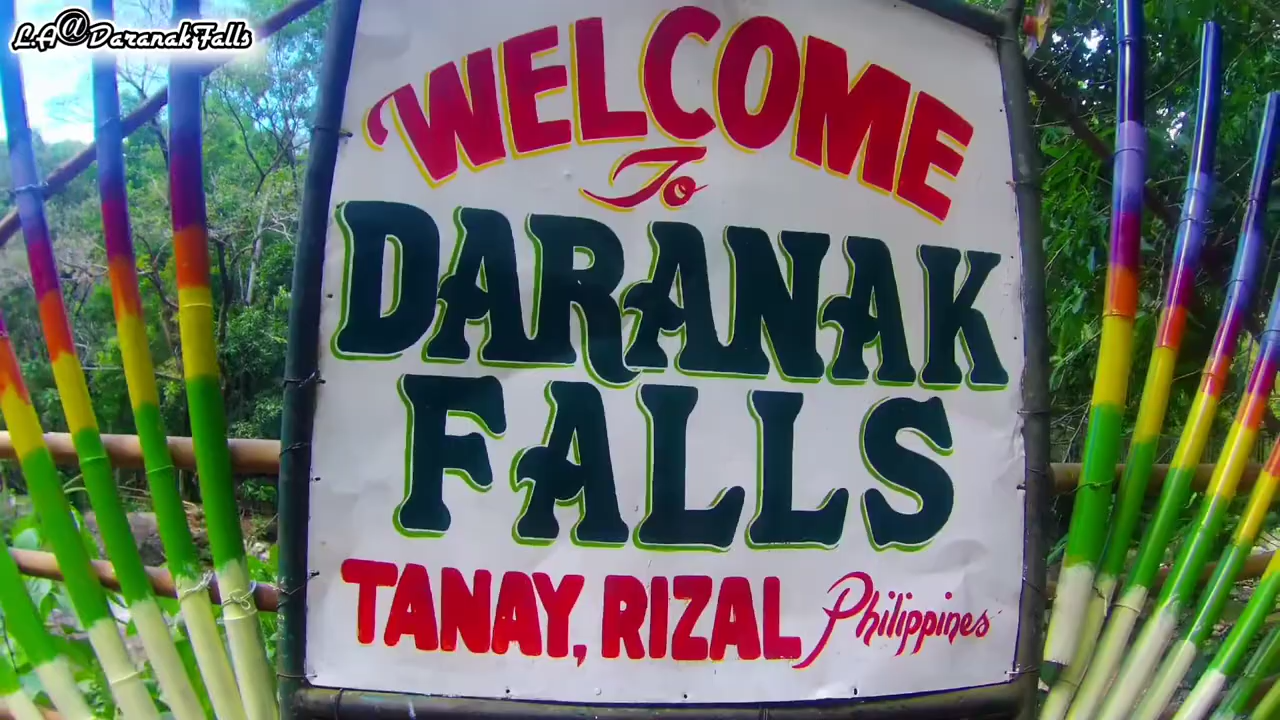 L.A@DaranakFalls
WELCOME
To
DARANAK
FALLS
TANAY, RIZAL Philippines